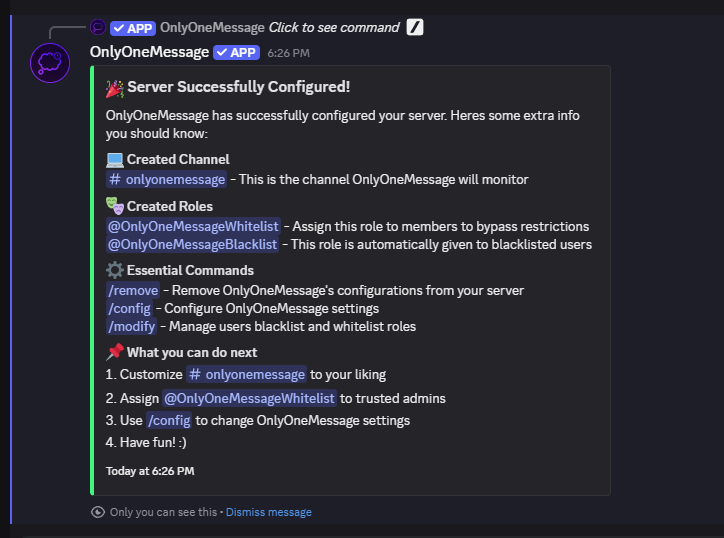 APP OnlyOneMessage Click to see command
OnlyOneMessage APP 6:26 PM
Server Successfully Configured!
OnlyOneMessage has successfully configured your server. Heres some extra info
you should know:
Created Channel
# onlyonemessage - This is the channel OnlyOneMessage will monitor
Created Roles
@OnlyOneMessageWhitelist - Assign this role to members to bypass restrictions
@OnlyOneMessageBlacklist - This role is automatically given to blacklisted users
Essential Commands
/remove - Remove OnlyOneMessage's configurations from your server
/config - Configure OnlyOneMessage settings
/modify - Manage users blacklist and whitelist roles
What you can do next
1. Customize # onlyonemessage to your liking
2. Assign @OnlyOneMessageWhitelist to trusted admins
3. Use /config to change OnlyOneMessage settings
4. Have fun! :)
Today at 6:26 PM
Only you can see this • Dismiss message